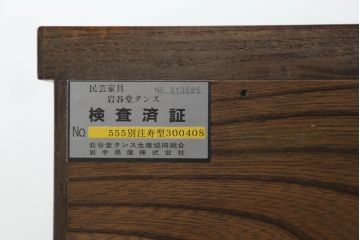 民芸家具 No. 013585
岩谷堂タンス
検査済証
No. 555別注寿型300408
岩谷堂タンス生産協同組合
岩手県産株式会社